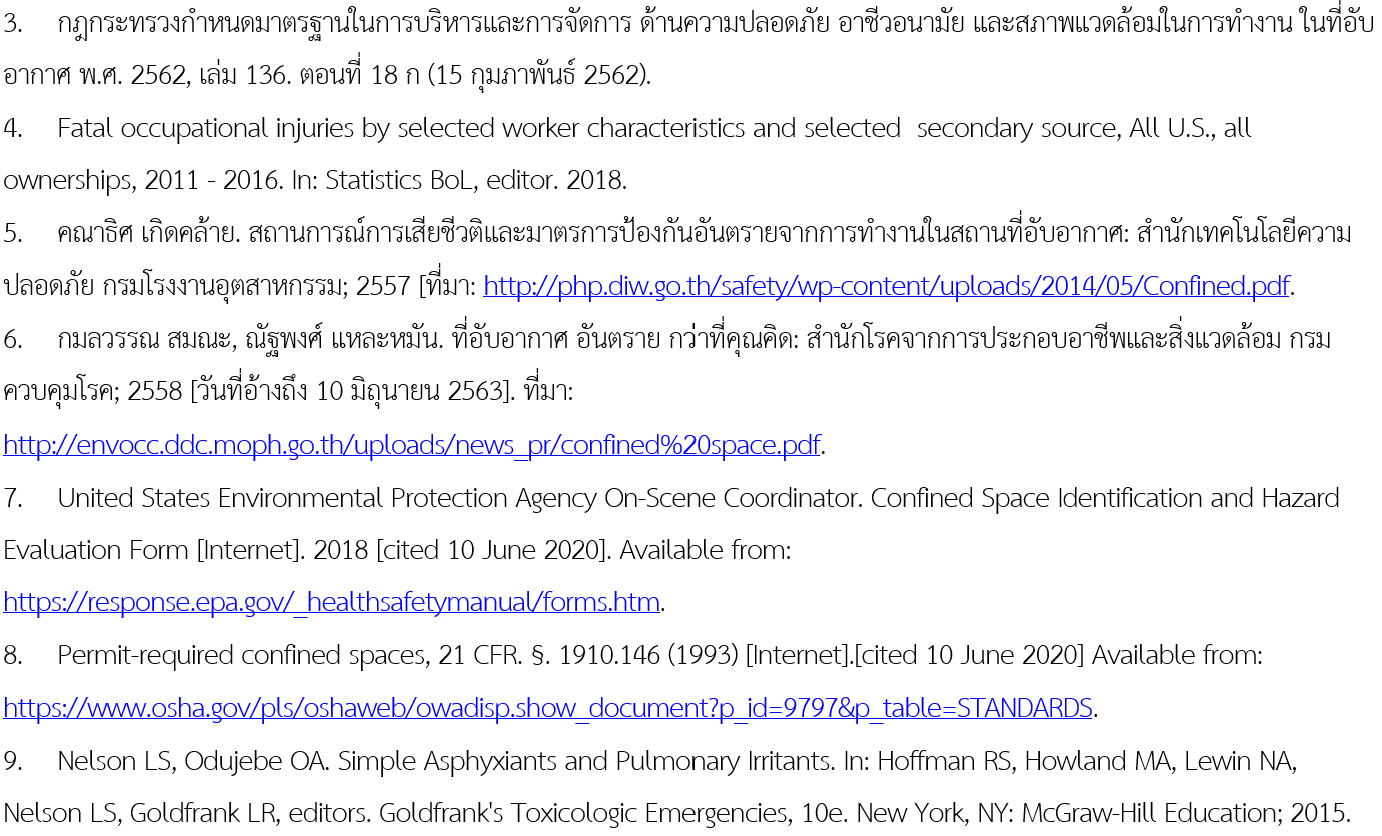 3. กฎกระทรวงกำหนดมาตรฐานในการบริหารและการจัดการ ด้านความปลอดภัย อาชีวอนามัย และสภาพแวดล้อมในการทำงาน ในที่อับ
อากาศ พ.ศ. 2562, เล่ม 136. ตอนที่ 18 ก (15 กุมภาพันธ์ 2562).
4. Fatal occupational injuries by selected worker characteristics and selected  secondary source, All U.S., all
ownerships, 2011 - 2016. In: Statistics BoL, editor. 2018.
5. คณาธิศ เกิดคล้าย. สถานการณ์การเสียชีวติและมาตรการป้องกันอันตรายจากการทำงานในสถานที่อับอากาศ: สำนักเทคโนโลยีความ
ปลอดภัย กรมโรงงานอุตสาหกรรม; 2557 [ที่มา: http://php.diw.go.th/safety/wp-content/uploads/2014/05/Confined.pdf.
6. กมลวรรณ สมณะ, ณัฐพงศ์ แหละหมัน. ที่อับอากาศ อันตราย กว่าที่คุณคิด: สำนักโรคจากการประกอบอาชีพและสิ่งแวดล้อม กรม
ควบคุมโรค; 2558 [วันที่อ้างถึง 10 มิถุนายน 2563]. ที่มา:
http://envocc.ddc.moph.go.th/uploads/news_pr/confined%20space.pdf.
7. United States Environmental Protection Agency On-Scene Coordinator. Confined Space Identification and Hazard
Evaluation Form [Internet]. 2018 [cited 10 June 2020]. Available from:
https://response.epa.gov/_healthsafetymanual/forms.htm.
8. Permit-required confined spaces, 21 CFR. §. 1910.146 (1993) [Internet].[cited 10 June 2020] Available from:
https://www.osha.gov/pls/oshaweb/owadisp.show_document?p_id=9797&p_table=STANDARDS.
9. Nelson LS, Odujebe OA. Simple Asphyxiants and Pulmonary Irritants. In: Hoffman RS, Howland MA, Lewin NA,
Nelson LS, Goldfrank LR, editors. Goldfrank's Toxicologic Emergencies, 10e. New York, NY: McGraw-Hill Education; 2015.